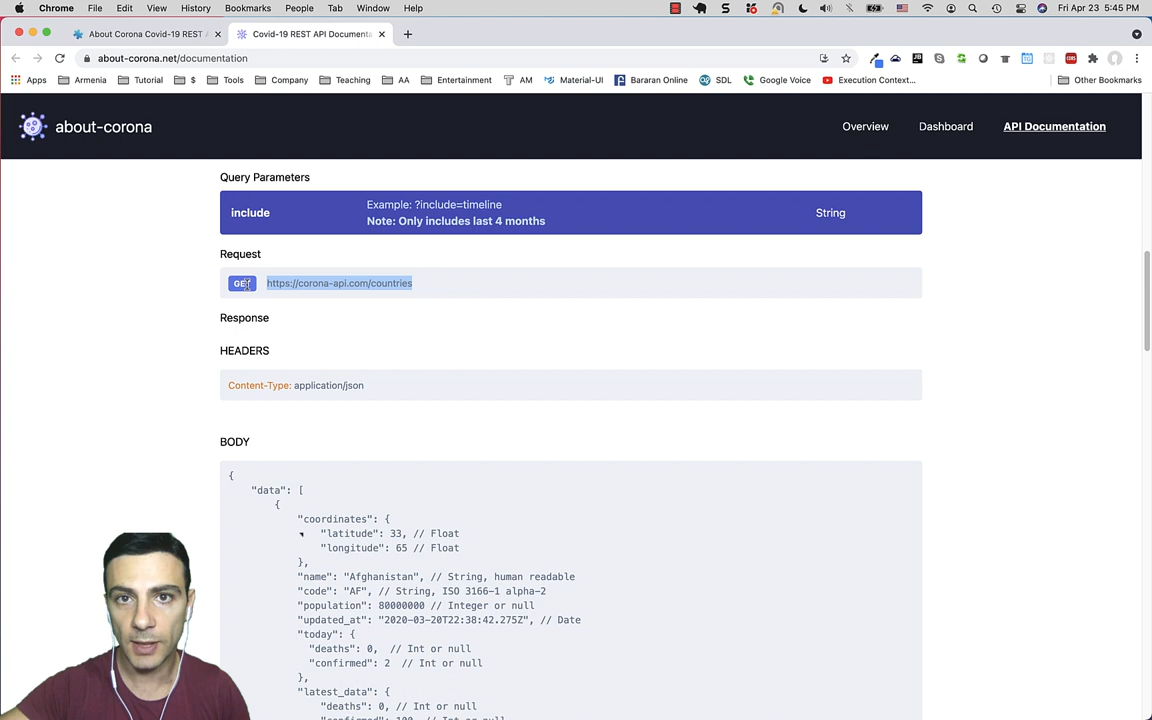 Chrome File Edit View History Bookmarks People Tab Window Help Fri Apr 23 5:45 PM
About Corona Covid-19 REST A Covid-19 REST API Documenta
about-corona.net/documentation
Apps Armenia Tutorial $ Tools Company Teaching AA Entertainment AM Material-UI Bararan Online SDL Google Voice Execution Context... Other Bookmarks
about-corona Overview Dashboard API Documentation
Query Parameters
include Example: ?include=timeline String
Note: Only includes last 4 months
Request
GET https://corona-api.com/countries
Response
HEADERS
Content-Type: application/json
BODY
{
"data": [
{
"coordinates": {
"latitude": 33, // Float
"longitude": 65 // Float
},
"name": "Afghanistan", // String, human readable
"code": "AF", // String, ISO 3166-1 alpha-2
"population": 80000000 // Integer or null
"updated_at": "2020-03-20T22:38:42.275Z", // Date
"today": {
"deaths": 0, // Int or null
"confirmed": 2 // Int or null
},
"latest_data": {
"deaths": 0, // Int or null
"confirmed": 100, // Int or null